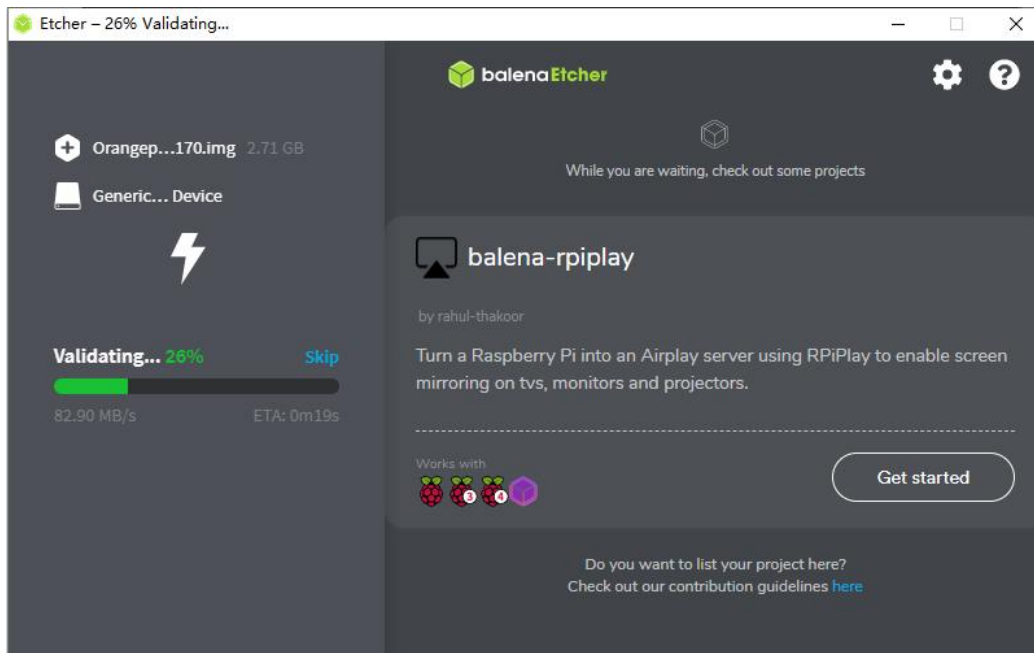 Etcher – 26% Validating...
balenaEtcher
Orangep...170.img 2.71 GB
Generic... Device
Validating... 26% Skip
82.90 MB/s ETA: 0m19s
While you are waiting, check out some projects
balena-rpiplay
by rahul-thakoor
Turn a Raspberry Pi into an Airplay server using RPiPlay to enable screen
mirroring on tvs, monitors and projectors.
Works with
3 4
Get started
Do you want to list your project here?
Check out our contribution guidelines here